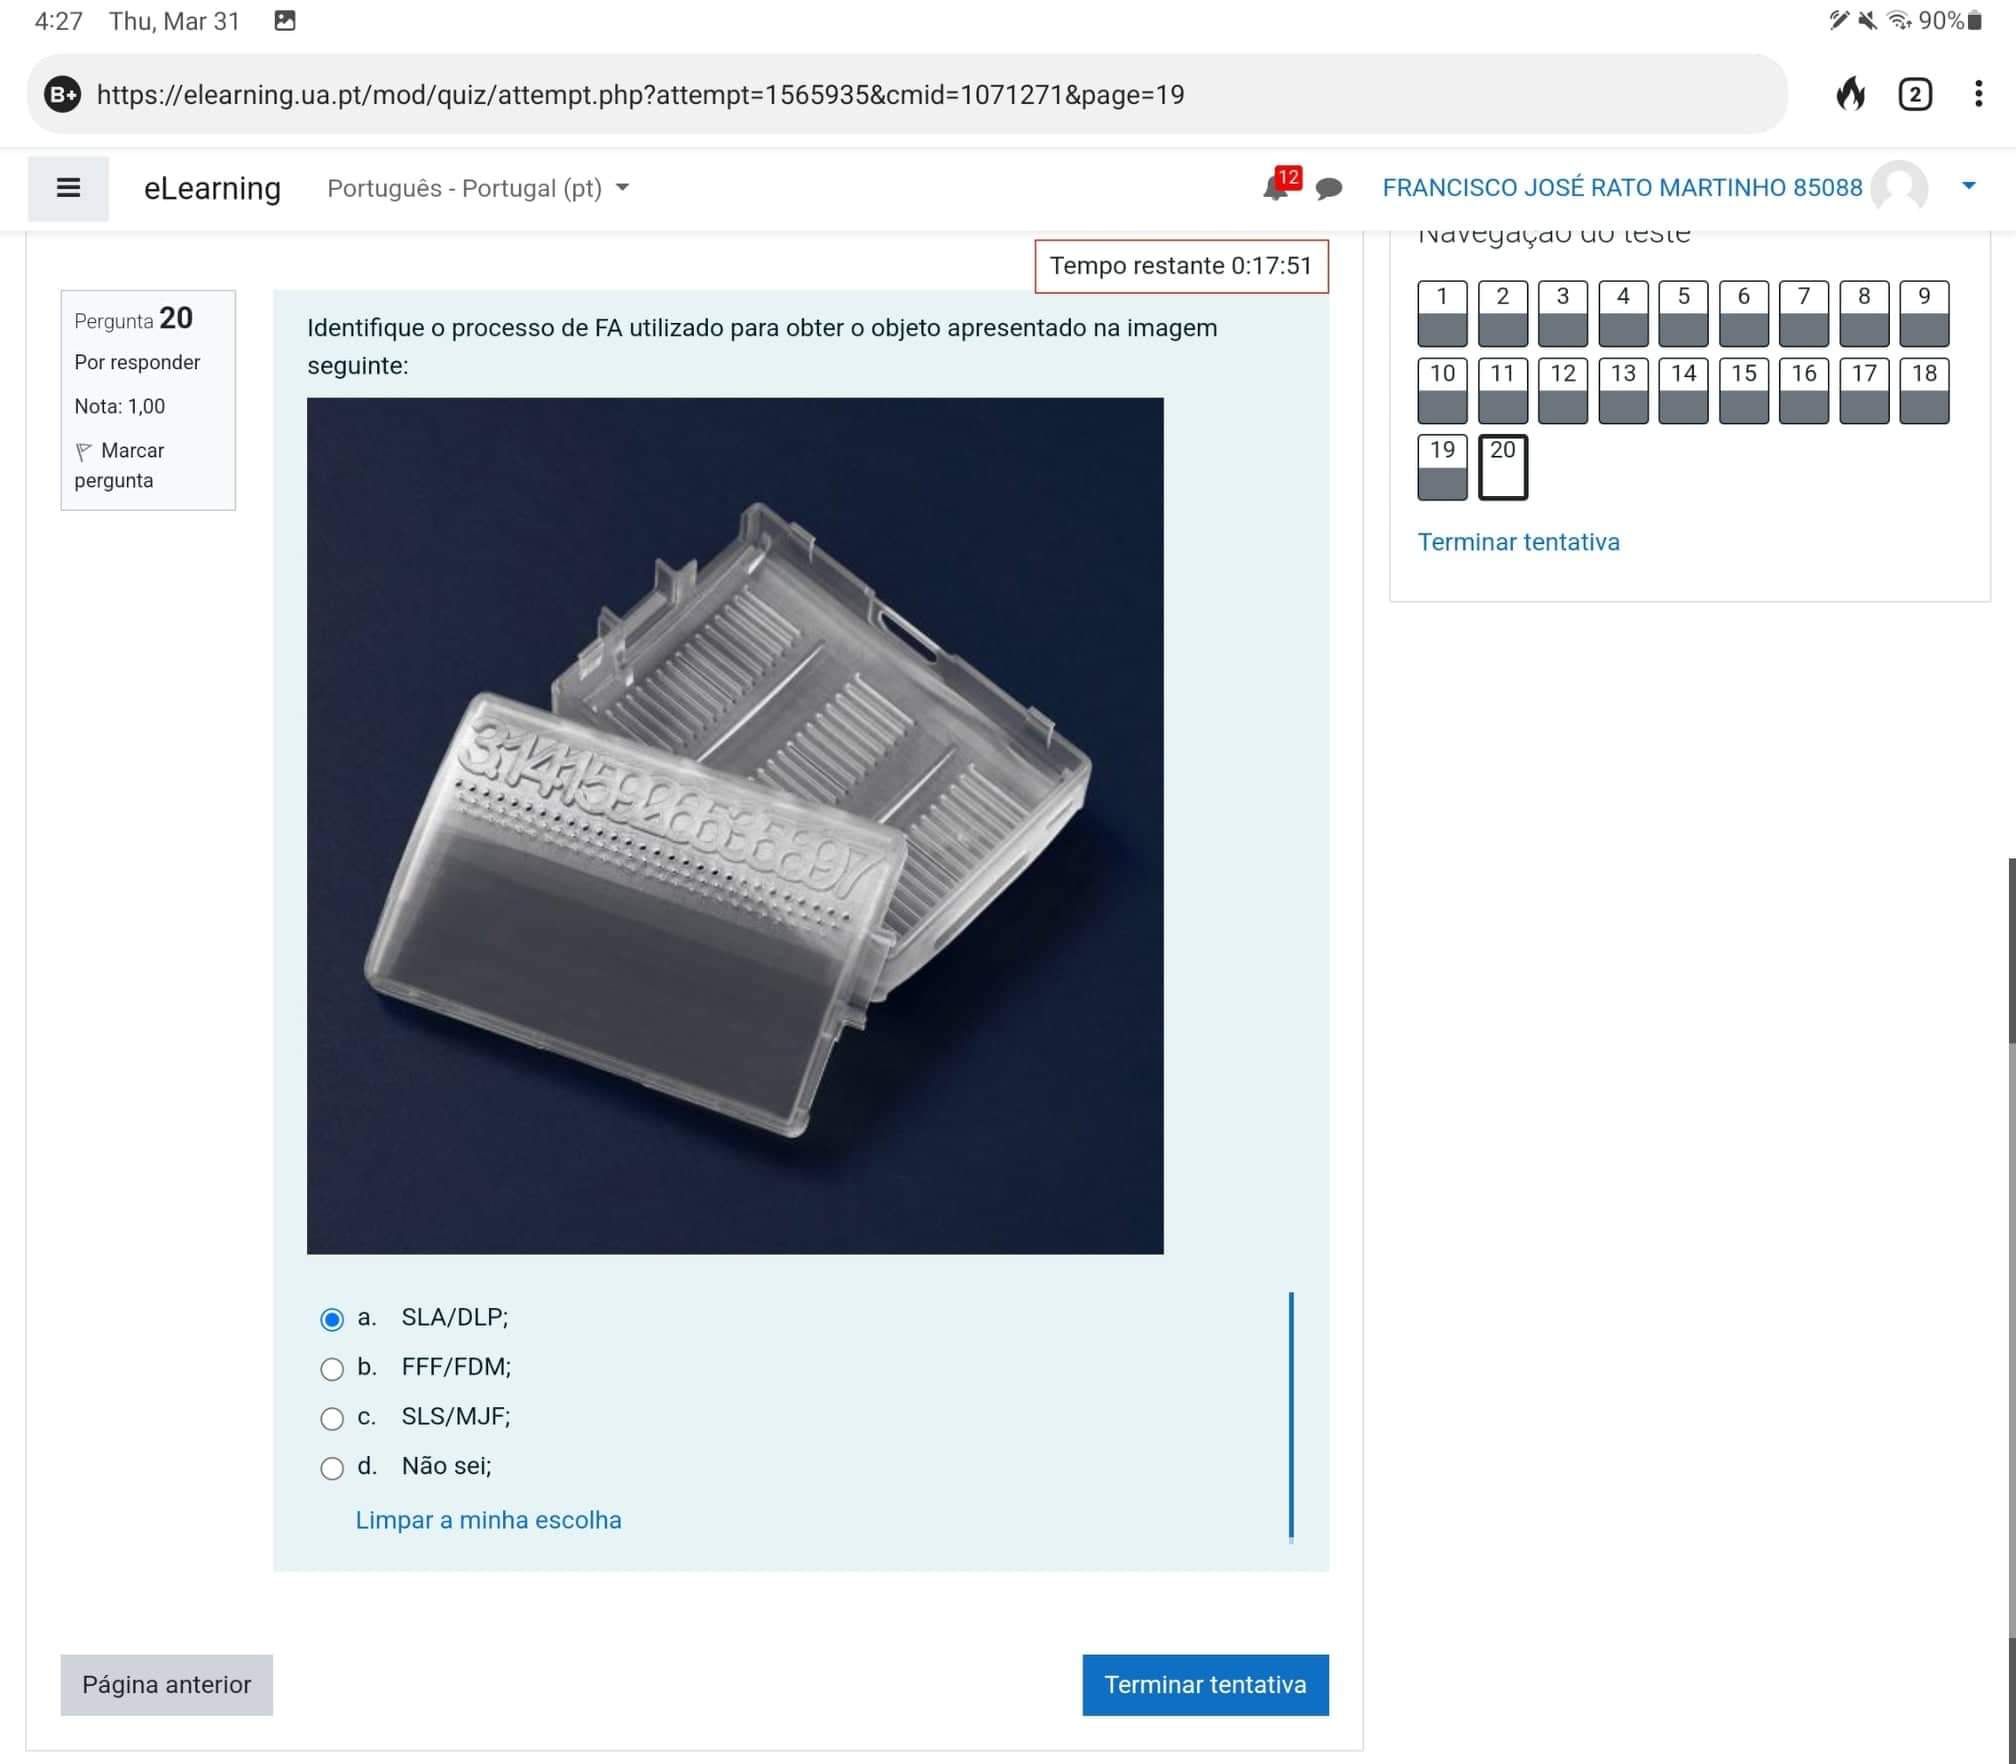 4:27 Thu, Mar 31
90%
B+ https://elearning.ua.pt/mod/quiz/attempt.php?attempt=1565935&cmid=1071271&page=19
2
eLearning Português - Portugal (pt)
12
FRANCISCO JOSÉ RATO MARTINHO 85088
Tempo restante 0:17:51
Pergunta 20
Por responder
Nota: 1,00
Marcar
pergunta
Identifique o processo de FA utilizado para obter o objeto apresentado na imagem
seguinte:
a. SLA/DLP;
b. FFF/FDM;
c. SLS/MJF;
d. Não sei;
Limpar a minha escolha
Página anterior
Terminar tentativa
Navegação do teste
1 2 3 4 5 6 7 8 9
10 11 12 13 14 15 16 17 18
19 20
Terminar tentativa